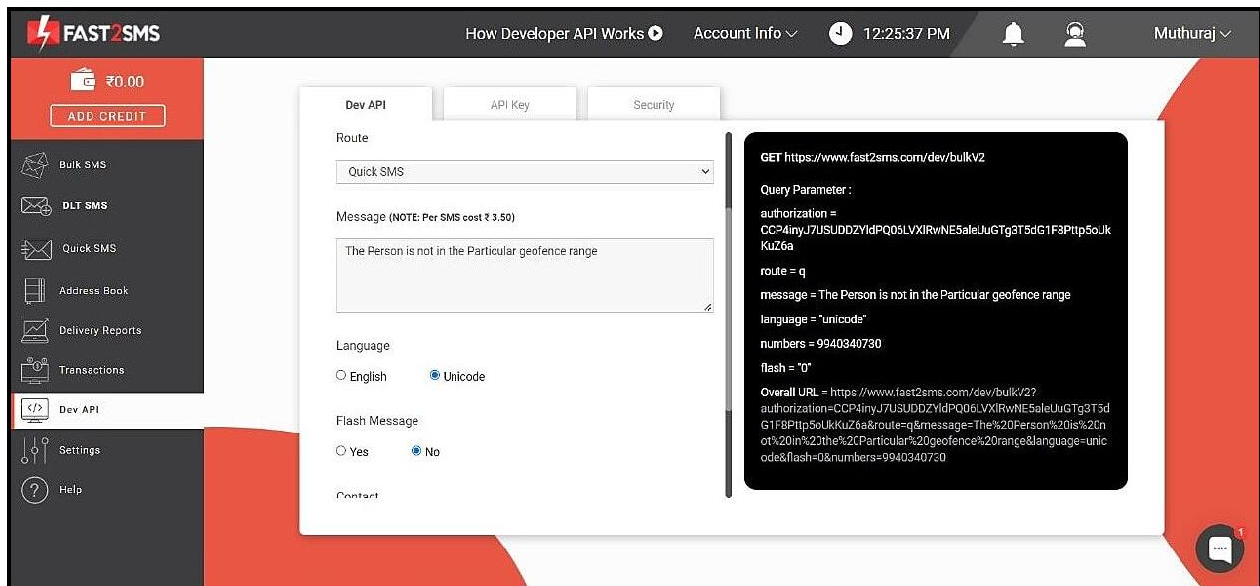 FAST2SMS
How Developer API Works
Account Info
12:25:37 PM
Muthuraj
₹0.00
ADD CREDIT
Bulk SMS
DLT SMS
Quick SMS
Address Book
Delivery Reports
Transactions
Dev API
Settings
Help
Dev API
API Key
Security
Route
Quick SMS
Message (NOTE: Per SMS cost ₹ 3.50)
The Person is not in the Particular geofence range
Language
English
Unicode
Flash Message
Yes
No
Contact
GET https://www.fast2sms.com/dev/bulkV2
Query Parameter :
authorization =
CCP4inyJ7USUDDZYldPQ06LVXlRwNE5aleUuGTg3T5dG1F8Pttp5oUk
KuZ6a
route = q
message = The Person is not in the Particular geofence range
language = "unicode"
numbers = 9940340730
flash = "0"
Overall URL = https://www.fast2sms.com/dev/bulkV2?
authorization=CCP4inyJ7USUDDZYldPQ06LVXlRwNE5aleUuGTg3T5d
G1F8Pttp5oUkKuZ6a&route=q&message=The%20Person%20is%20n
ot%20in%20the%20Particular%20geofence%20range&language=unic
ode&flash=0&numbers=9940340730
1